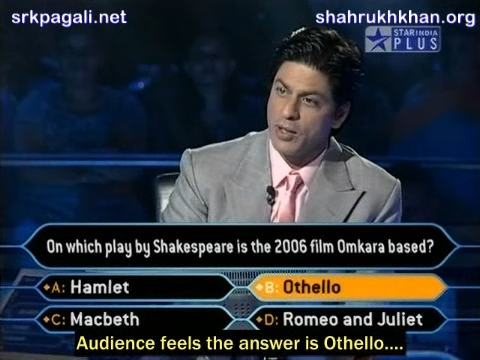 srkpagali.net
shahrukhkhan.org
STAR INDIA
PLUS
On which play by Shakespeare is the 2006 film Omkara based?
A: Hamlet
B: Othello
C: Macbeth
D: Romeo and Juliet
Audience feels the answer is Othello....